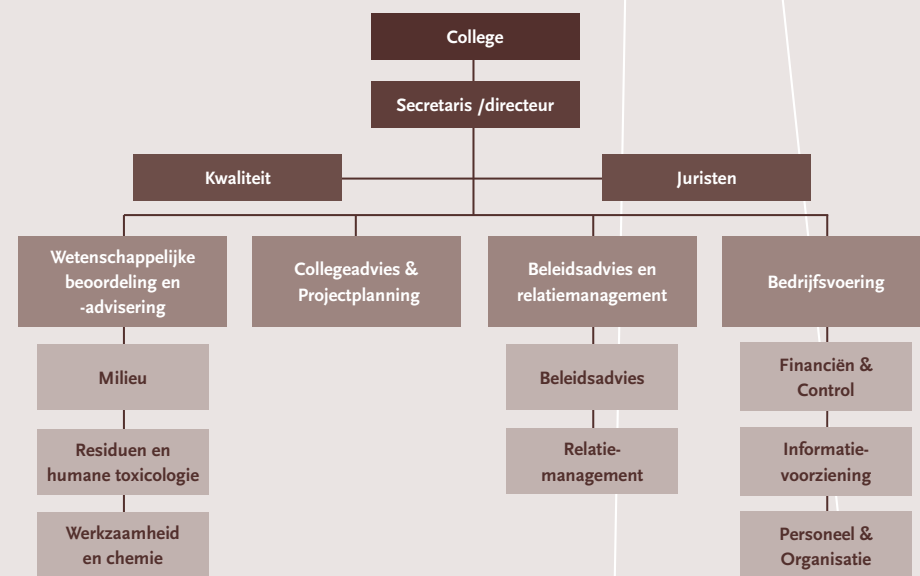 College
Secretaris /directeur
Kwaliteit
Juristen
Wetenschappelijke
beoordeling en
-advisering
Collegeadvies &
Projectplanning
Beleidsadvies en
relatiemanagement
Bedrijfsvoering
Milieu
Residuen en
humane toxicologie
Werkzaamheid
en chemie
Beleidsadvies
Relatie-
management
Financiën &
Control
Informatie-
voorziening
Personeel &
Organisatie